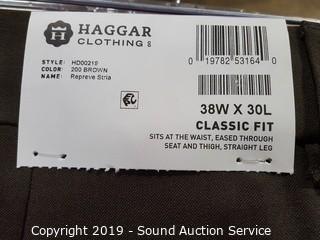 HAGGAR
CLOTHING CO
STYLE: HD00219
COLOR: 200 BROWN
NAME: Repreve Stria
0 19782 53164 0
38W X 30L
CLASSIC FIT
SITS AT THE WAIST, EASED THROUGH
SEAT AND THIGH, STRAIGHT LEG
Copyright 2019 - Sound Auction Service